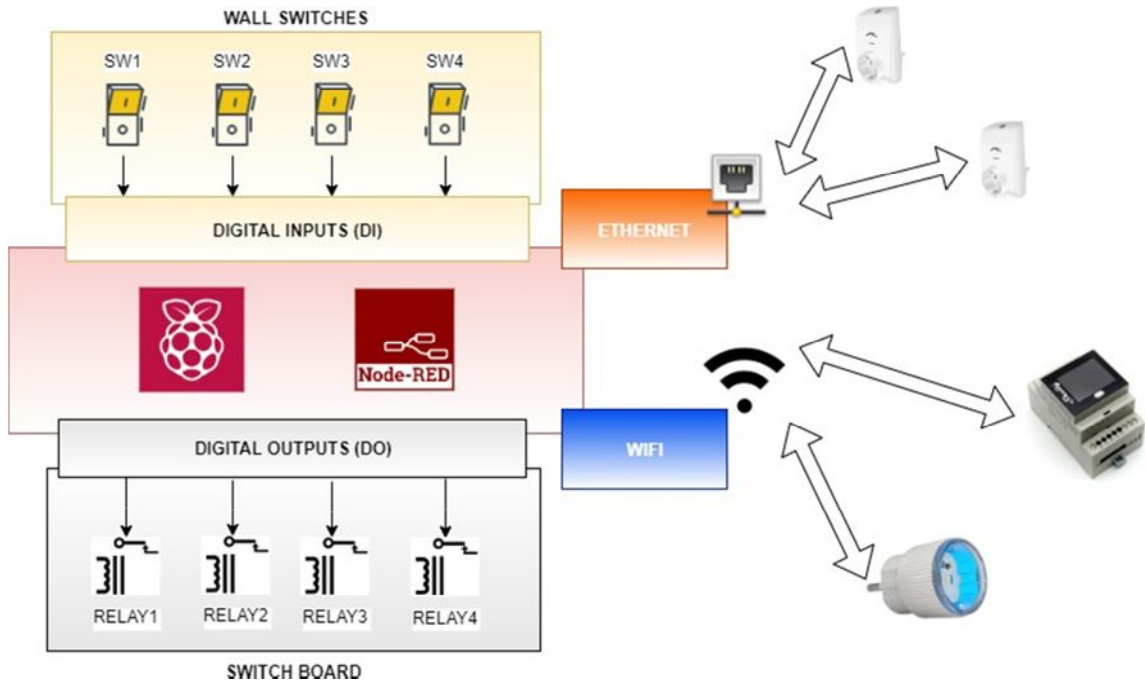 WALL SWITCHES
SW1 SW2 SW3 SW4
DIGITAL INPUTS (DI)
ETHERNET
Node-RED
DIGITAL OUTPUTS (DO)
WIFI
RELAY1 RELAY2 RELAY3 RELAY4
SWITCH BOARD